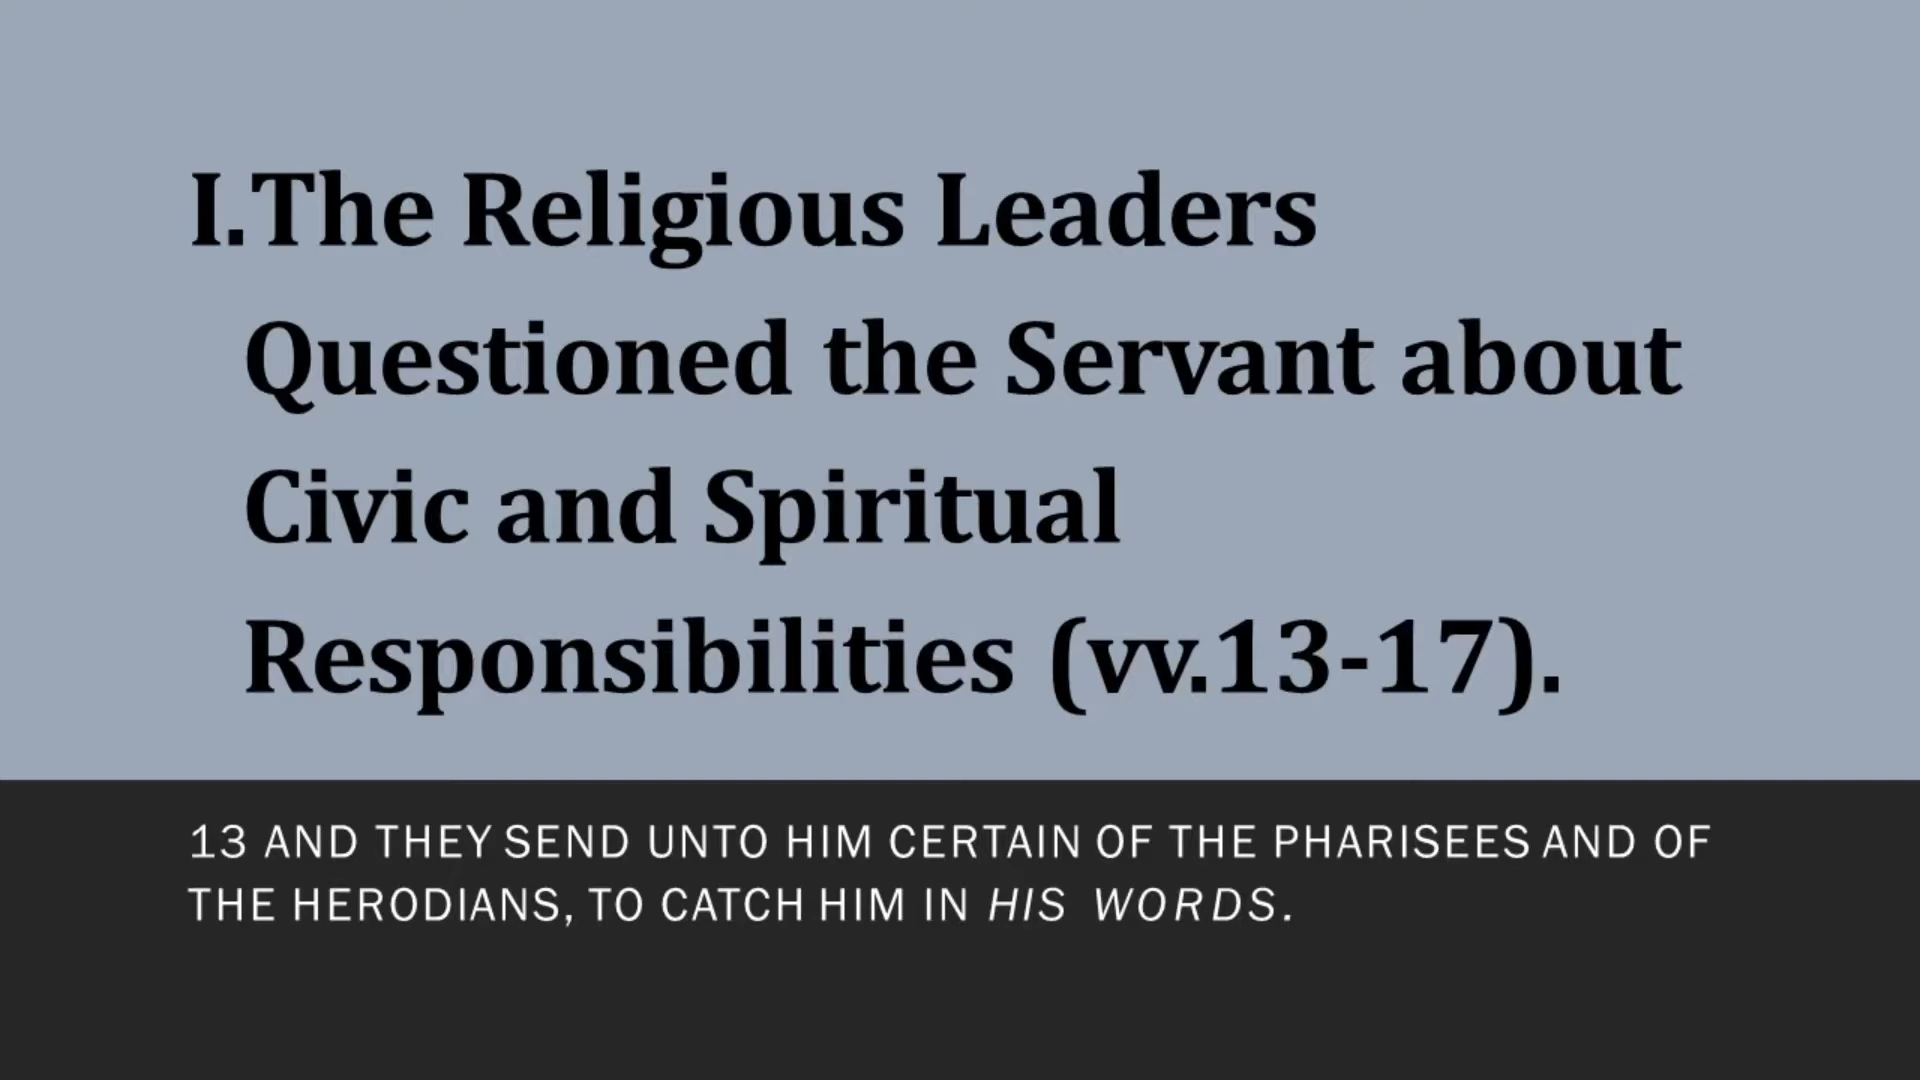 I.The Religious Leaders
Questioned the Servant about
Civic and Spiritual
Responsibilities (vv.13-17).
13 AND THEY SEND UNTO HIM CERTAIN OF THE PHARISEES AND OF
THE HERODIANS, TO CATCH HIM IN HIS WORDS.